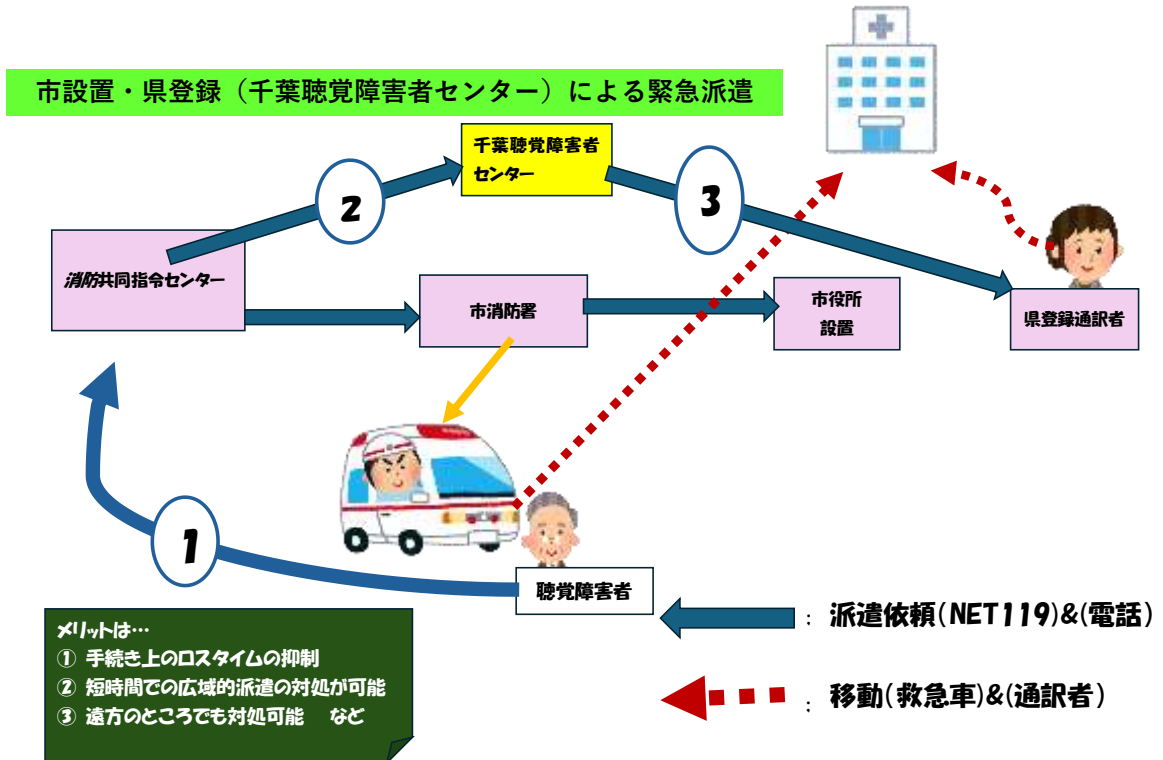 市設置・県登録（千葉聴覚障害者センター）による緊急派遣
千葉聴覚障害者
センター
2
3
消防共同指令センター
市消防署
市役所
設置
県登録通訳者
1
聴覚障害者
メリットは…
① 手続き上のロスタイムの抑制
② 短時間での広域的派遣の対処が可能
③ 遠方のところでも対処可能　など
： 派遣依頼(NET119)&(電話)
： 移動(救急車)&(通訳者)